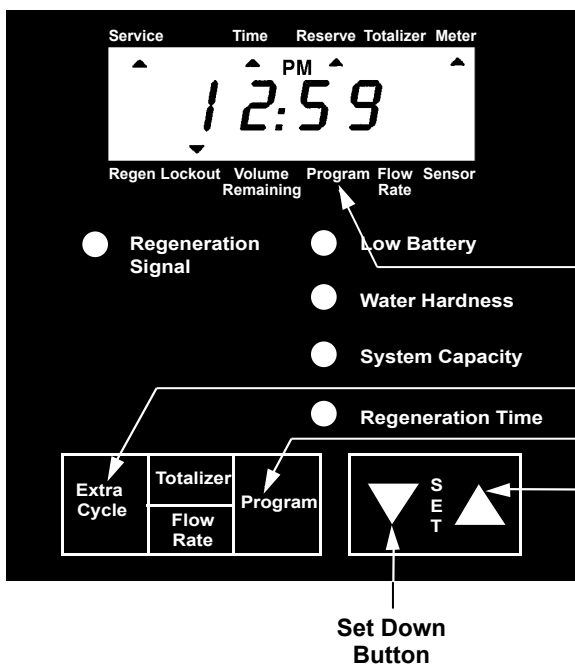 Service Time Reserve Totalizer Meter
PM
12:59
Regen Lockout Volume Remaining Program Flow Rate Sensor
Regeneration Signal
Low Battery
Water Hardness
System Capacity
Regeneration Time
Extra Cycle
Totalizer
Flow Rate
Program
SET
Set Down
Button